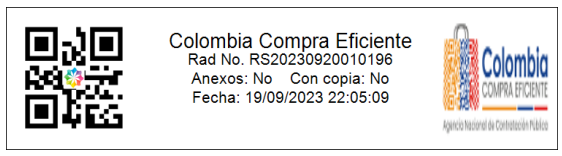 Colombia Compra Eficiente
Rad No. RS20230920010196
Anexos: No Con copia: No
Fecha: 19/09/2023 22:05:09
Colombia
COMPRA EFICIENTE
Agencia Nacional de Contratación Pública